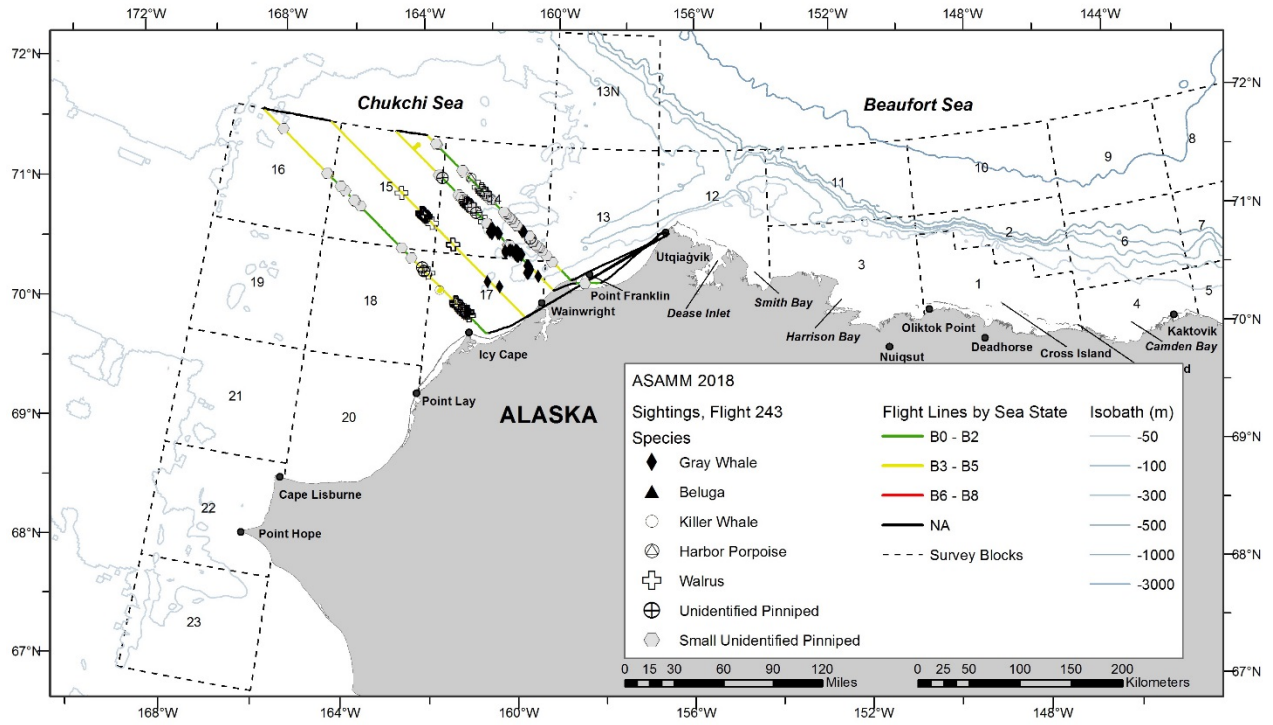 172°W 168°W 164°W 160°W 156°W 152°W 148°W 144°W
72°N
72°N
Chukchi Sea
Beaufort Sea
13N
8
9
10
16
71°N
71°N
15
14
11
12
7
13
2
6
Utqiaġvik
3
19
18
70°N
70°N
17
Point Franklin
1
5
Dease Inlet
Smith Bay
4
Wainwright
Harrison Bay
Oliktok Point
Kaktovik
Icy Cape
Nuiqsut
Deadhorse
Cross Island
Camden Bay
d
21
20
Point Lay
69°N
69°N
ALASKA
Cape Lisburne
22
Point Hope
68°N
68°N
23
67°N
67°N
ASAMM 2018
Sightings, Flight 243
Species
Gray Whale
Beluga
Killer Whale
Harbor Porpoise
Walrus
Unidentified Pinniped
Small Unidentified Pinniped
Flight Lines by Sea State
B0 - B2
B3 - B5
B6 - B8
NA
Survey Blocks
Isobath (m)
-50
-100
-300
-500
-1000
-3000
0 15 30 60 90 120
Miles
0 25 50 100 150 200
Kilometers
168°W 164°W 160°W 156°W 152°W 148°W